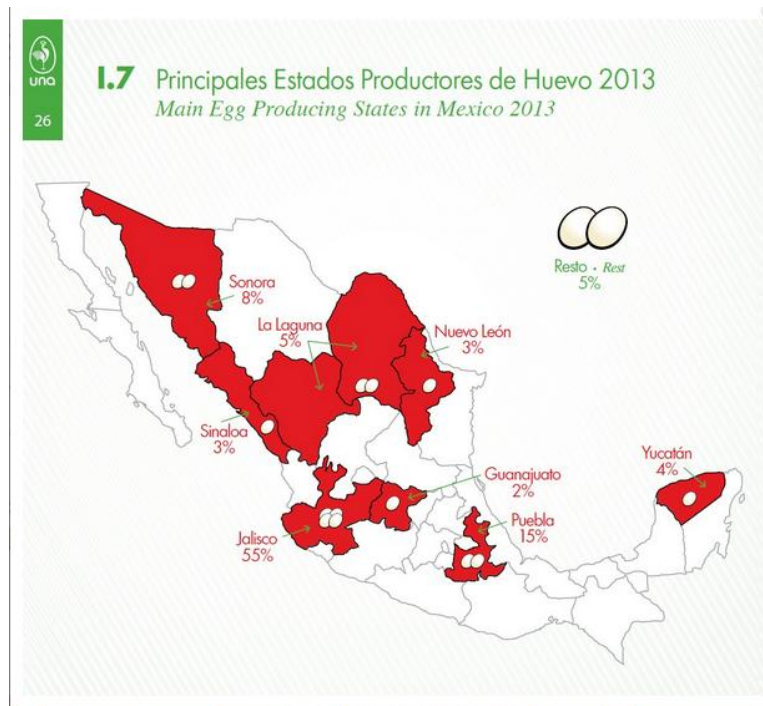 una
26
I.7 Principales Estados Productores de Huevo 2013
Main Egg Producing States in Mexico 2013
Resto • Rest
5%
Sonora
8%
La Laguna
5%
Nuevo León
3%
Sinaloa
3%
Guanajuato
2%
Yucatán
4%
Jalisco
55%
Puebla
15%